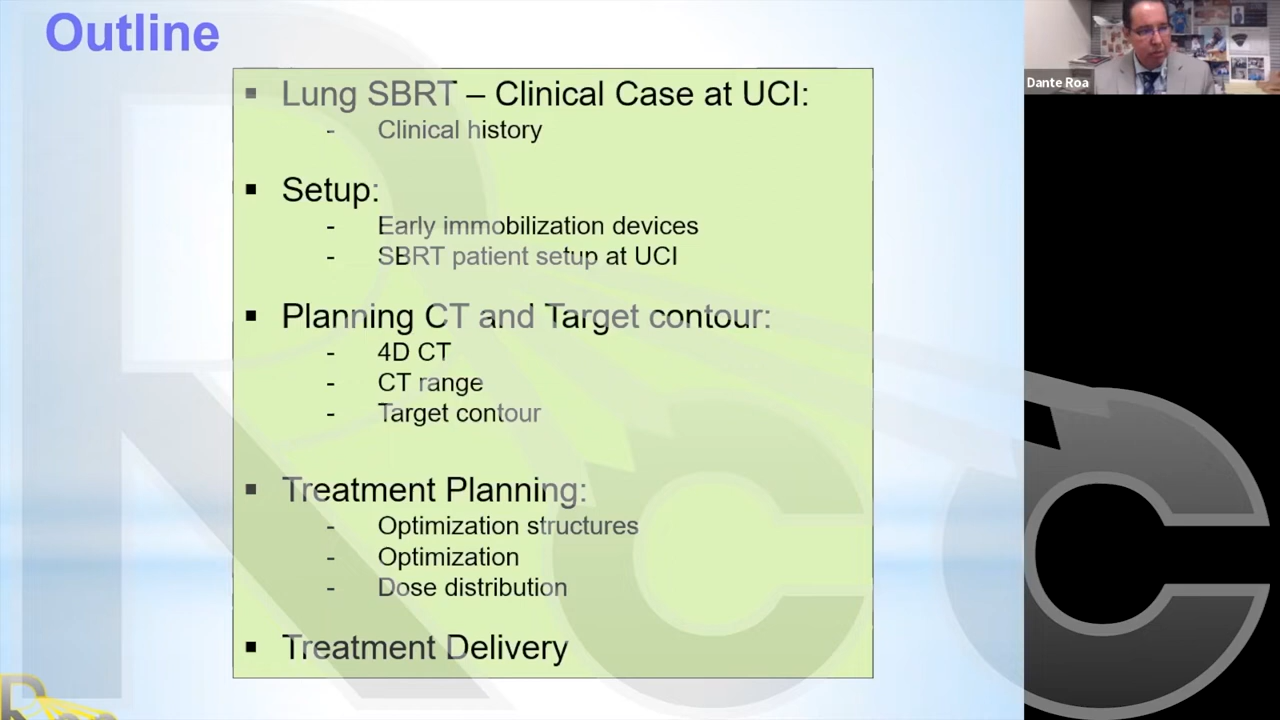 Outline
Dante Roa
▪ Lung SBRT – Clinical Case at UCI:
- Clinical history
▪ Setup:
- Early immobilization devices
- SBRT patient setup at UCI
▪ Planning CT and Target contour:
- 4D CT
- CT range
- Target contour
▪ Treatment Planning:
- Optimization structures
- Optimization
- Dose distribution
▪ Treatment Delivery
RCC